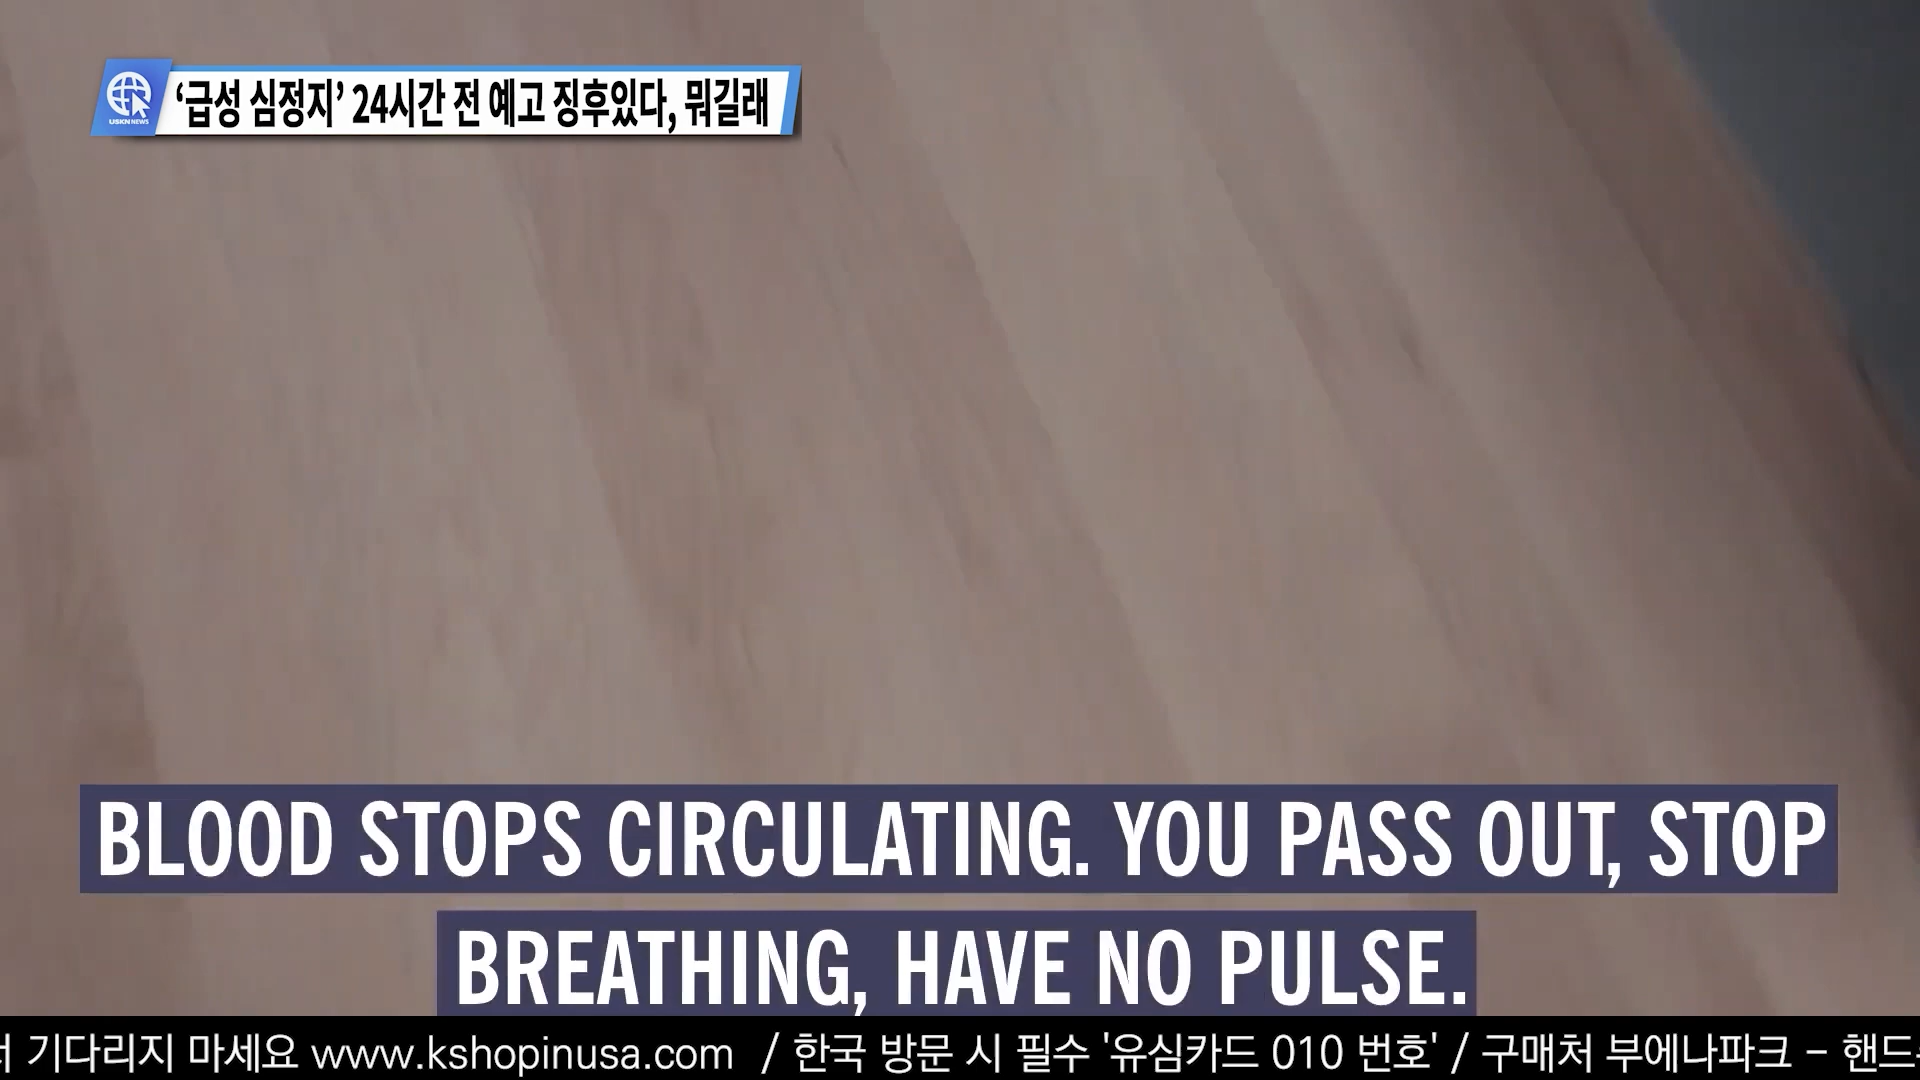 ‘급성 심정지’ 24시간 전 예고 징후있다, 뭐길래
USKN NEWS
BLOOD STOPS CIRCULATING. YOU PASS OUT, STOP
BREATHING, HAVE NO PULSE.
기다리지 마세요 www.kshopinusa.com / 한국 방문 시 필수 '유심카드 010 번호' / 구매처 부에나파크 - 핸드